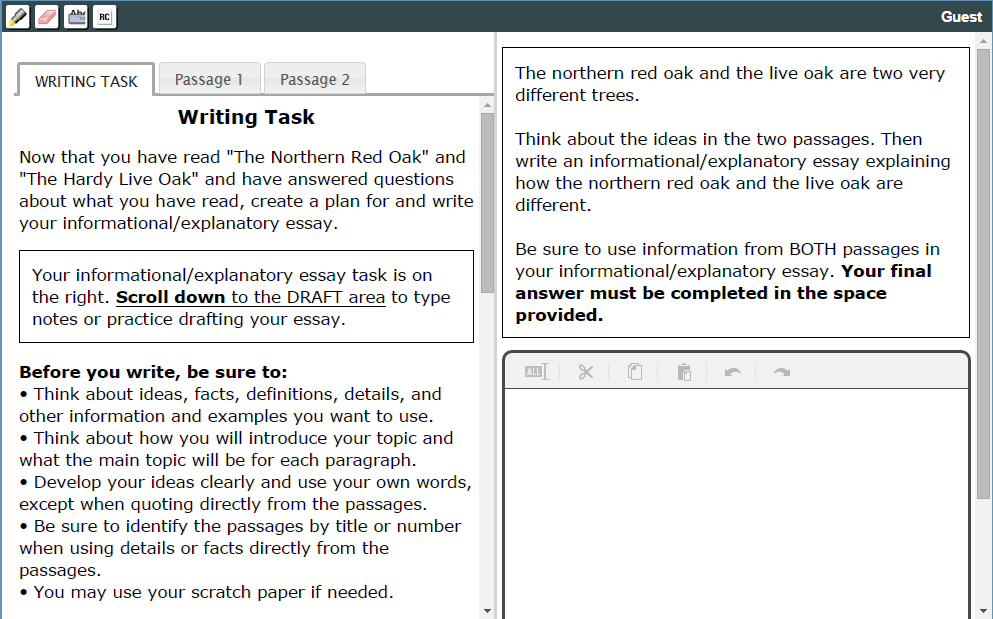 Abc
RC
Guest
WRITING TASK
Passage 1
Passage 2
Writing Task
Now that you have read "The Northern Red Oak" and
"The Hardy Live Oak" and have answered questions
about what you have read, create a plan for and write
your informational/explanatory essay.
Your informational/explanatory essay task is on
the right. Scroll down to the DRAFT area to type
notes or practice drafting your essay.
Before you write, be sure to:
• Think about ideas, facts, definitions, details, and
other information and examples you want to use.
• Think about how you will introduce your topic and
what the main topic will be for each paragraph.
• Develop your ideas clearly and use your own words,
except when quoting directly from the passages.
• Be sure to identify the passages by title or number
when using details or facts directly from the
passages.
• You may use your scratch paper if needed.
The northern red oak and the live oak are two very
different trees.
Think about the ideas in the two passages. Then
write an informational/explanatory essay explaining
how the northern red oak and the live oak are
different.
Be sure to use information from BOTH passages in
your informational/explanatory essay. Your final
answer must be completed in the space
provided.
ALL